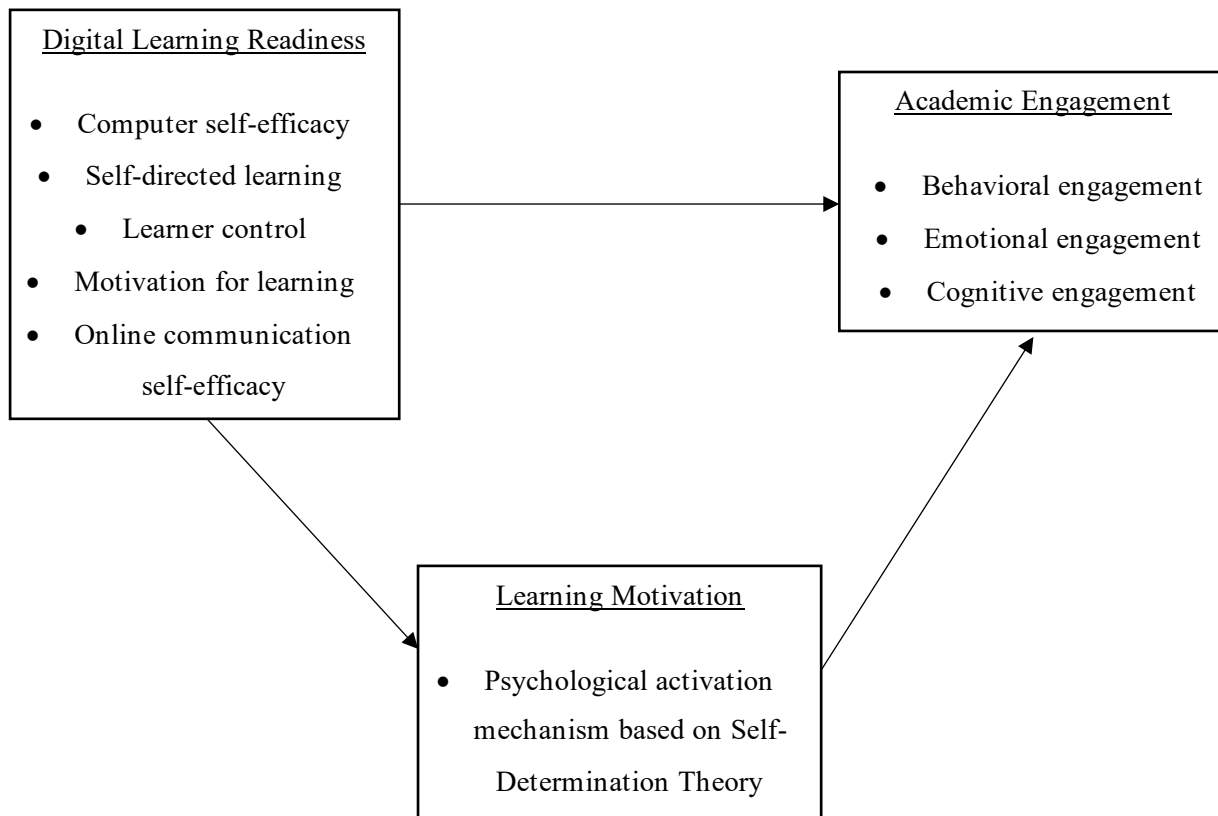 Digital Learning Readiness
• Computer self-efficacy
• Self-directed learning
• Learner control
• Motivation for learning
• Online communication
self-efficacy
Academic Engagement
• Behavioral engagement
• Emotional engagement
• Cognitive engagement
Learning Motivation
• Psychological activation
mechanism based on Self-
Determination Theory